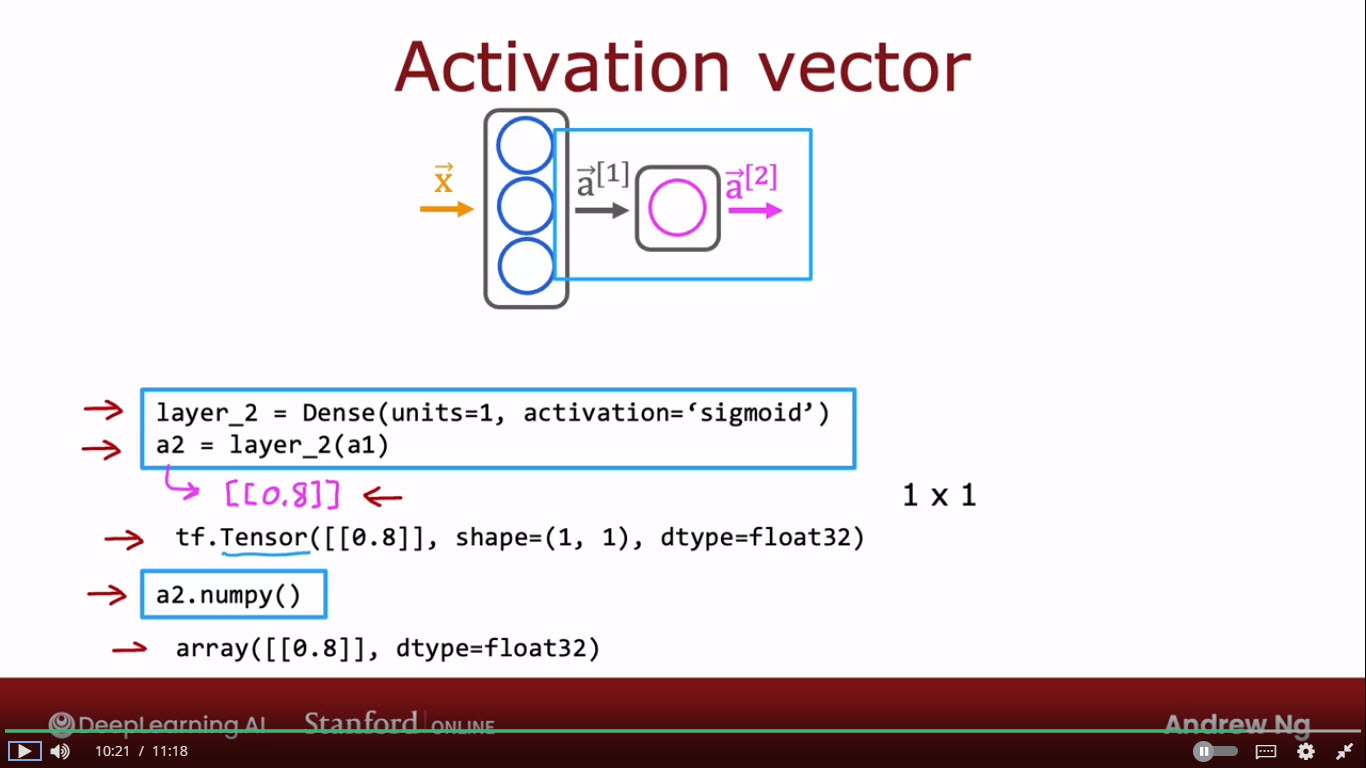 Activation vector
x⃗
a⃗[1]
a⃗[2]
layer_2 = Dense(units=1, activation=‘sigmoid’)
a2 = layer_2(a1)
[[0.8]]
1 x 1
tf.Tensor([[0.8]], shape=(1, 1), dtype=float32)
a2.numpy()
array([[0.8]], dtype=float32)
DeepLearning.AI
Stanford | ONLINE
Andrew Ng
10:21 / 11:18